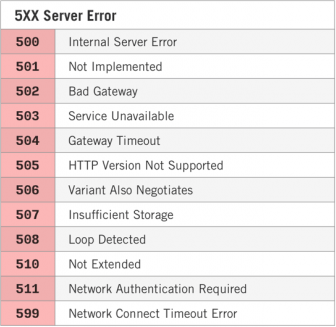 5XX Server Error
500 Internal Server Error
501 Not Implemented
502 Bad Gateway
503 Service Unavailable
504 Gateway Timeout
505 HTTP Version Not Supported
506 Variant Also Negotiates
507 Insufficient Storage
508 Loop Detected
510 Not Extended
511 Network Authentication Required
599 Network Connect Timeout Error